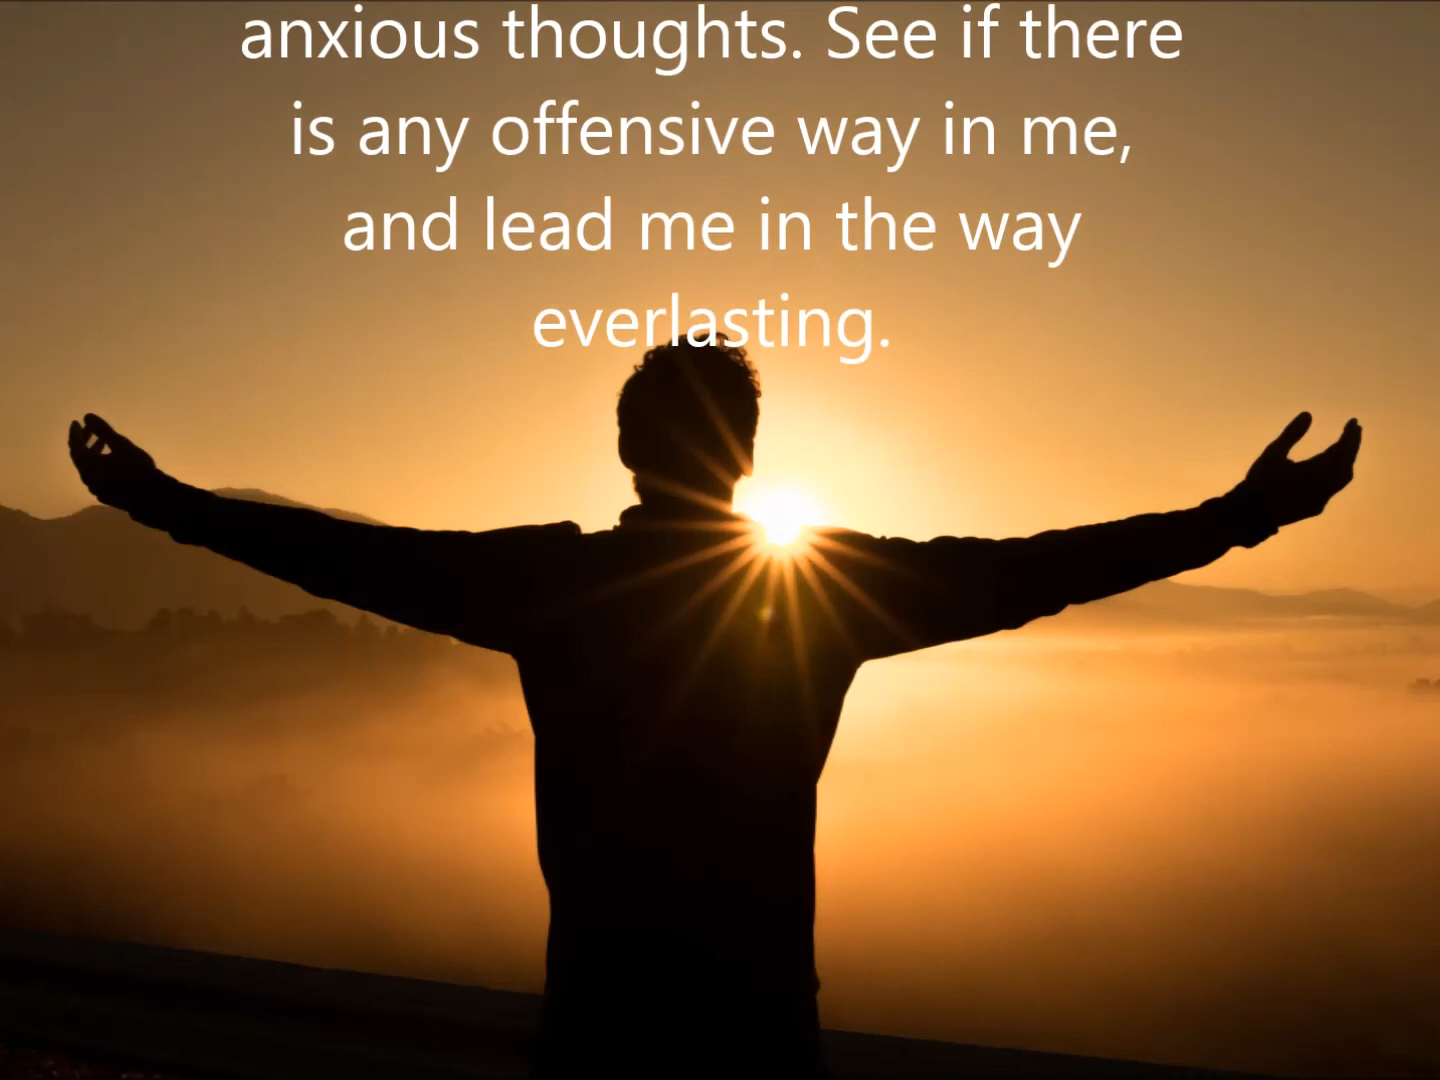 anxious thoughts. See if there
is any offensive way in me,
and lead me in the way
everlasting.